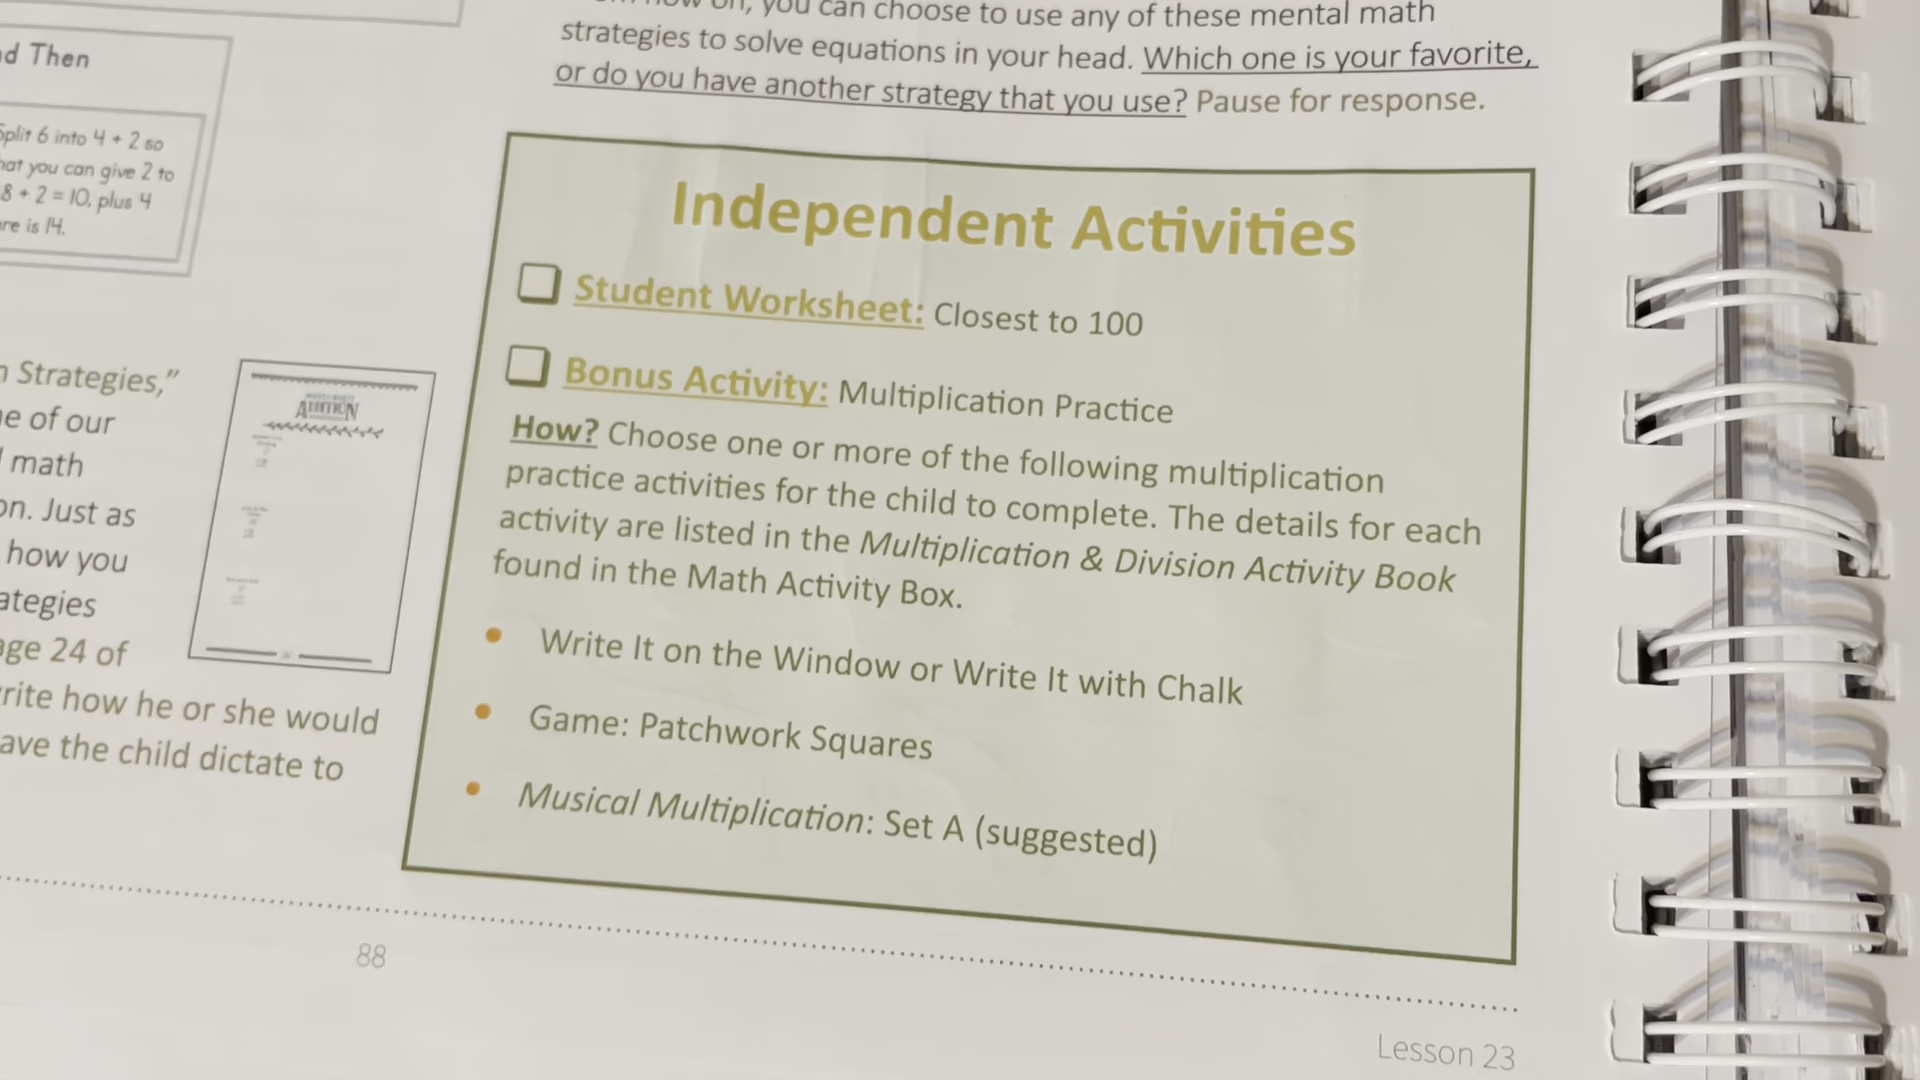 now on, you can choose to use any of these mental math
strategies to solve equations in your head. Which one is your favorite,
or do you have another strategy that you use? Pause for response.
d Then
Split 6 into 4 + 2 so
hat you can give 2 to
8 + 2 = 10, plus 4
re is 14.
Strategies,"
e of our
math
on. Just as
how you
ategies
age 24 of
rite how he or she would
ave the child dictate to
ADDITION
Independent Activities
Student Worksheet: Closest to 100
Bonus Activity: Multiplication Practice
How? Choose one or more of the following multiplication
practice activities for the child to complete. The details for each
activity are listed in the Multiplication & Division Activity Book
found in the Math Activity Box.
• Write It on the Window or Write It with Chalk
• Game: Patchwork Squares
• Musical Multiplication: Set A (suggested)
88
Lesson 23